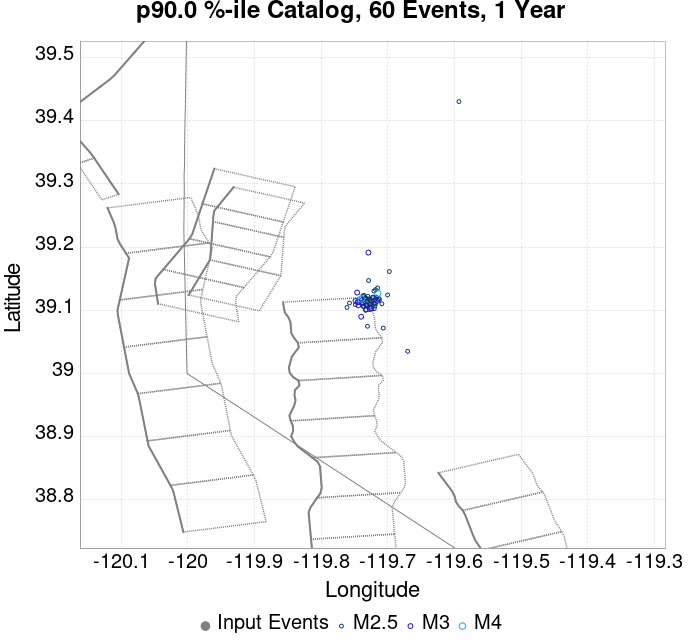 p90.0 %-ile Catalog, 60 Events, 1 Year
39.5
39.4
39.3
39.2
39.1
39
38.9
38.8
Latitude
-120.1 -120 -119.9 -119.8 -119.7 -119.6 -119.5 -119.4 -119.3
Longitude
Input Events M2.5 M3 M4